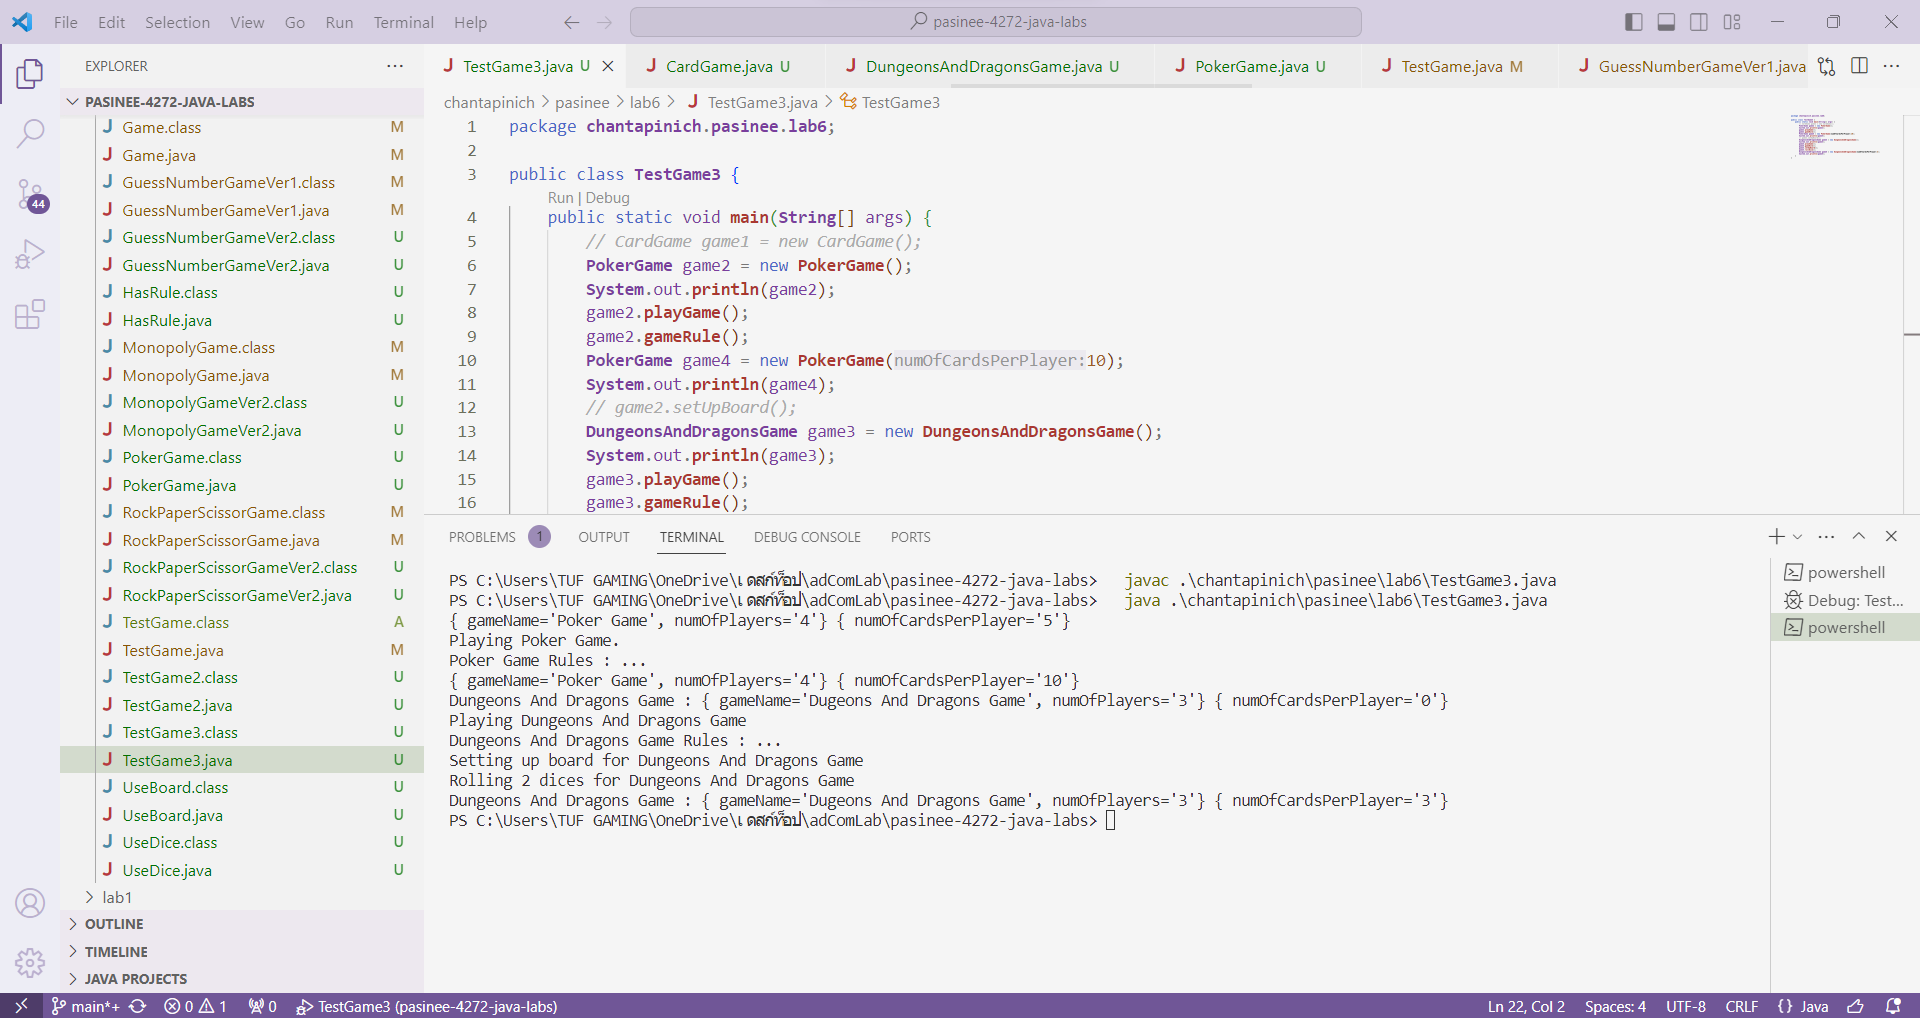 File Edit Selection View Go Run Terminal Help
pasinee-4272-java-labs
EXPLORER
PASINEE-4272-JAVA-LABS
Game.class M
Game.java M
GuessNumberGameVer1.class M
GuessNumberGameVer1.java M
GuessNumberGameVer2.class U
GuessNumberGameVer2.java U
HasRule.class U
HasRule.java U
MonopolyGame.class M
MonopolyGame.java M
MonopolyGameVer2.class U
MonopolyGameVer2.java U
PokerGame.class U
PokerGame.java U
RockPaperScissorGame.class M
RockPaperScissorGame.java M
RockPaperScissorGameVer2.class U
RockPaperScissorGameVer2.java U
TestGame.class A
TestGame.java M
TestGame2.class U
TestGame2.java U
TestGame3.class U
TestGame3.java U
UseBoard.class U
UseBoard.java U
UseDice.class U
UseDice.java U
lab1
OUTLINE
TIMELINE
JAVA PROJECTS
44
TestGame3.java U CardGame.java U DungeonsAndDragonsGame.java U PokerGame.java U TestGame.java M GuessNumberGameVer1.java
chantapinich > pasinee > lab6 > TestGame3.java > TestGame3
1 package chantapinich.pasinee.lab6;
2
3 public class TestGame3 {
Run | Debug
4 public static void main(String[] args) {
5 // CardGame game1 = new CardGame();
6 PokerGame game2 = new PokerGame();
7 System.out.println(game2);
8 game2.playGame();
9 game2.gameRule();
10 PokerGame game4 = new PokerGame(numOfCardsPerPlayer:10);
11 System.out.println(game4);
12 // game2.setUpBoard();
13 DungeonsAndDragonsGame game3 = new DungeonsAndDragonsGame();
14 System.out.println(game3);
15 game3.playGame();
16 game3.gameRule();
PROBLEMS 1 OUTPUT TERMINAL DEBUG CONSOLE PORTS
PS C:\Users\TUF GAMING\OneDrive\เดสก์ท็อป\adComLab\pasinee-4272-java-labs> javac .\chantapinich\pasinee\lab6\TestGame3.java
PS C:\Users\TUF GAMING\OneDrive\เดสก์ท็อป\adComLab\pasinee-4272-java-labs> java .\chantapinich\pasinee\lab6\TestGame3.java
{ gameName='Poker Game', numOfPlayers='4'} { numOfCardsPerPlayer='5'}
Playing Poker Game.
Poker Game Rules : ...
{ gameName='Poker Game', numOfPlayers='4'} { numOfCardsPerPlayer='10'}
Dungeons And Dragons Game : { gameName='Dugeons And Dragons Game', numOfPlayers='3'} { numOfCardsPerPlayer='0'}
Playing Dungeons And Dragons Game
Dungeons And Dragons Game Rules : ...
Setting up board for Dungeons And Dragons Game
Rolling 2 dices for Dungeons And Dragons Game
Dungeons And Dragons Game : { gameName='Dugeons And Dragons Game', numOfPlayers='3'} { numOfCardsPerPlayer='3'}
PS C:\Users\TUF GAMING\OneDrive\เดสก์ท็อป\adComLab\pasinee-4272-java-labs>
powershell
Debug: Test...
powershell
main*+ 0 1 0 TestGame3 (pasinee-4272-java-labs) Ln 22, Col 2 Spaces: 4 UTF-8 CRLF {} Java